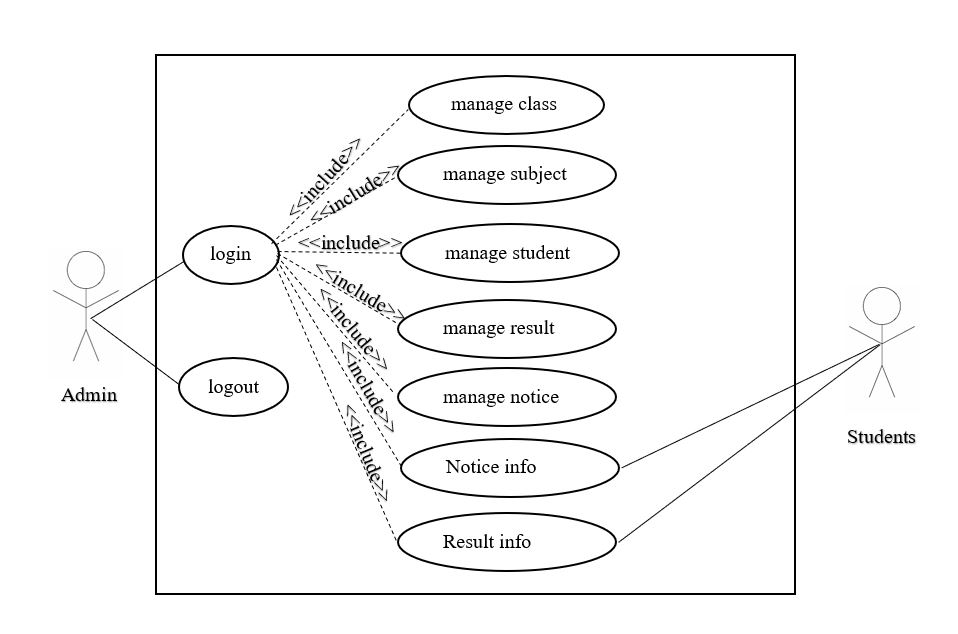 manage class
<<include>>
manage subject
<<include>>
login
<<include>>
manage student
<<include>>
manage result
<<include>>
Admin
logout
manage notice
<<include>>
Students
Notice info
<<include>>
Result info